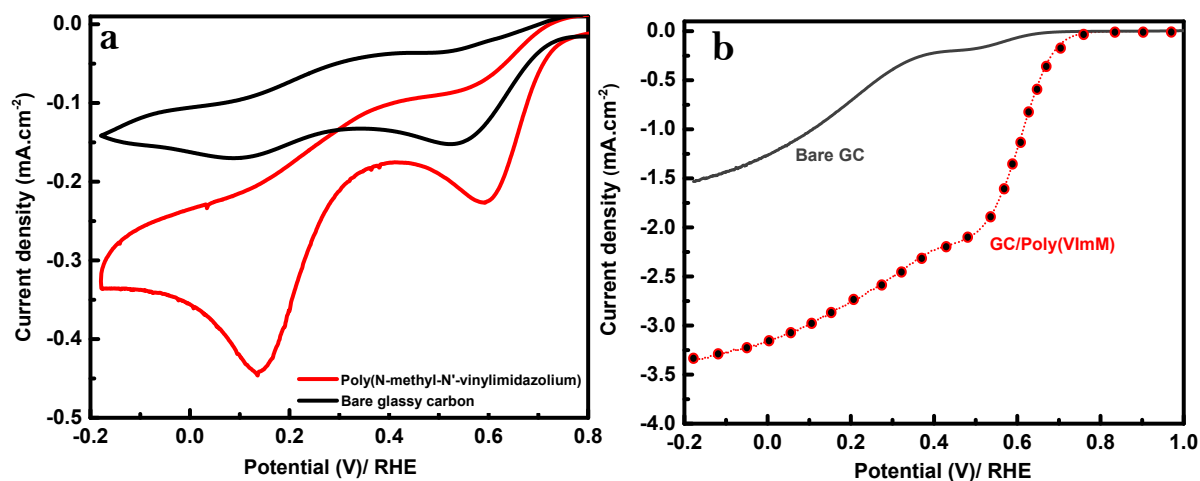 a
0.0
-0.1
-0.2
-0.3
-0.4
-0.5
Current density (mA.cm-2)
Poly(N-methyl-N'-vinylimidazolium)
Bare glassy carbon
-0.2 0.0 0.2 0.4 0.6 0.8
Potential (V)/ RHE
b
0.0
-0.5
-1.0
-1.5
-2.0
-2.5
-3.0
-3.5
-4.0
Current density (mA.cm-2)
Bare GC
GC/Poly(VImM)
-0.2 0.0 0.2 0.4 0.6 0.8 1.0
Potential (V)/ RHE